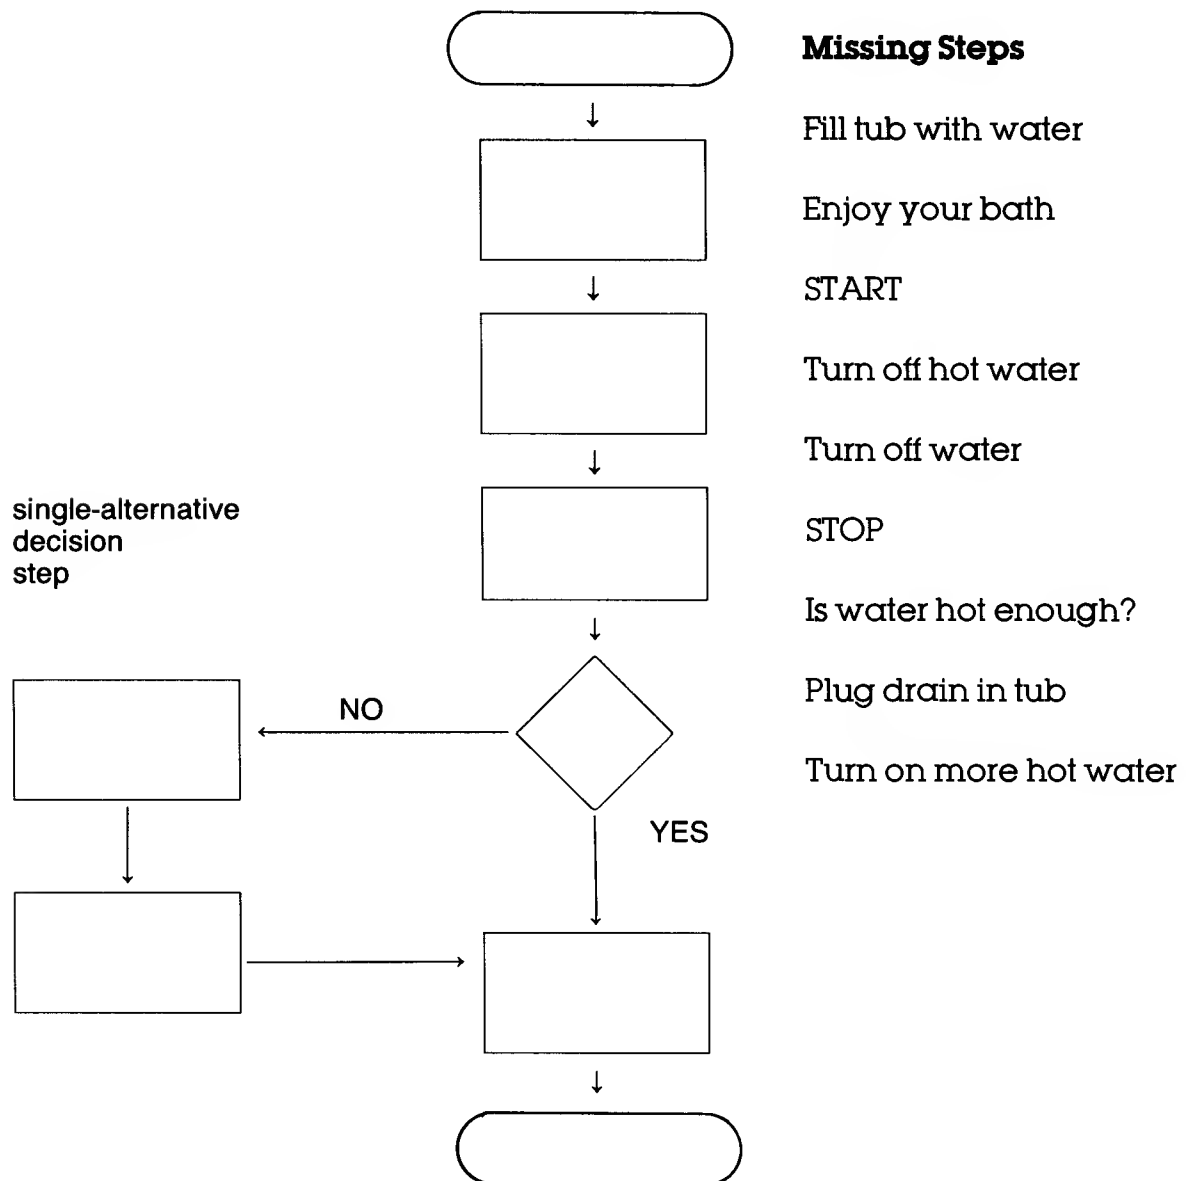 Missing Steps
Fill tub with water
Enjoy your bath
START
Turn off hot water
Turn off water
STOP
Is water hot enough?
Plug drain in tub
Turn on more hot water
single-alternative
decision
step
NO
YES